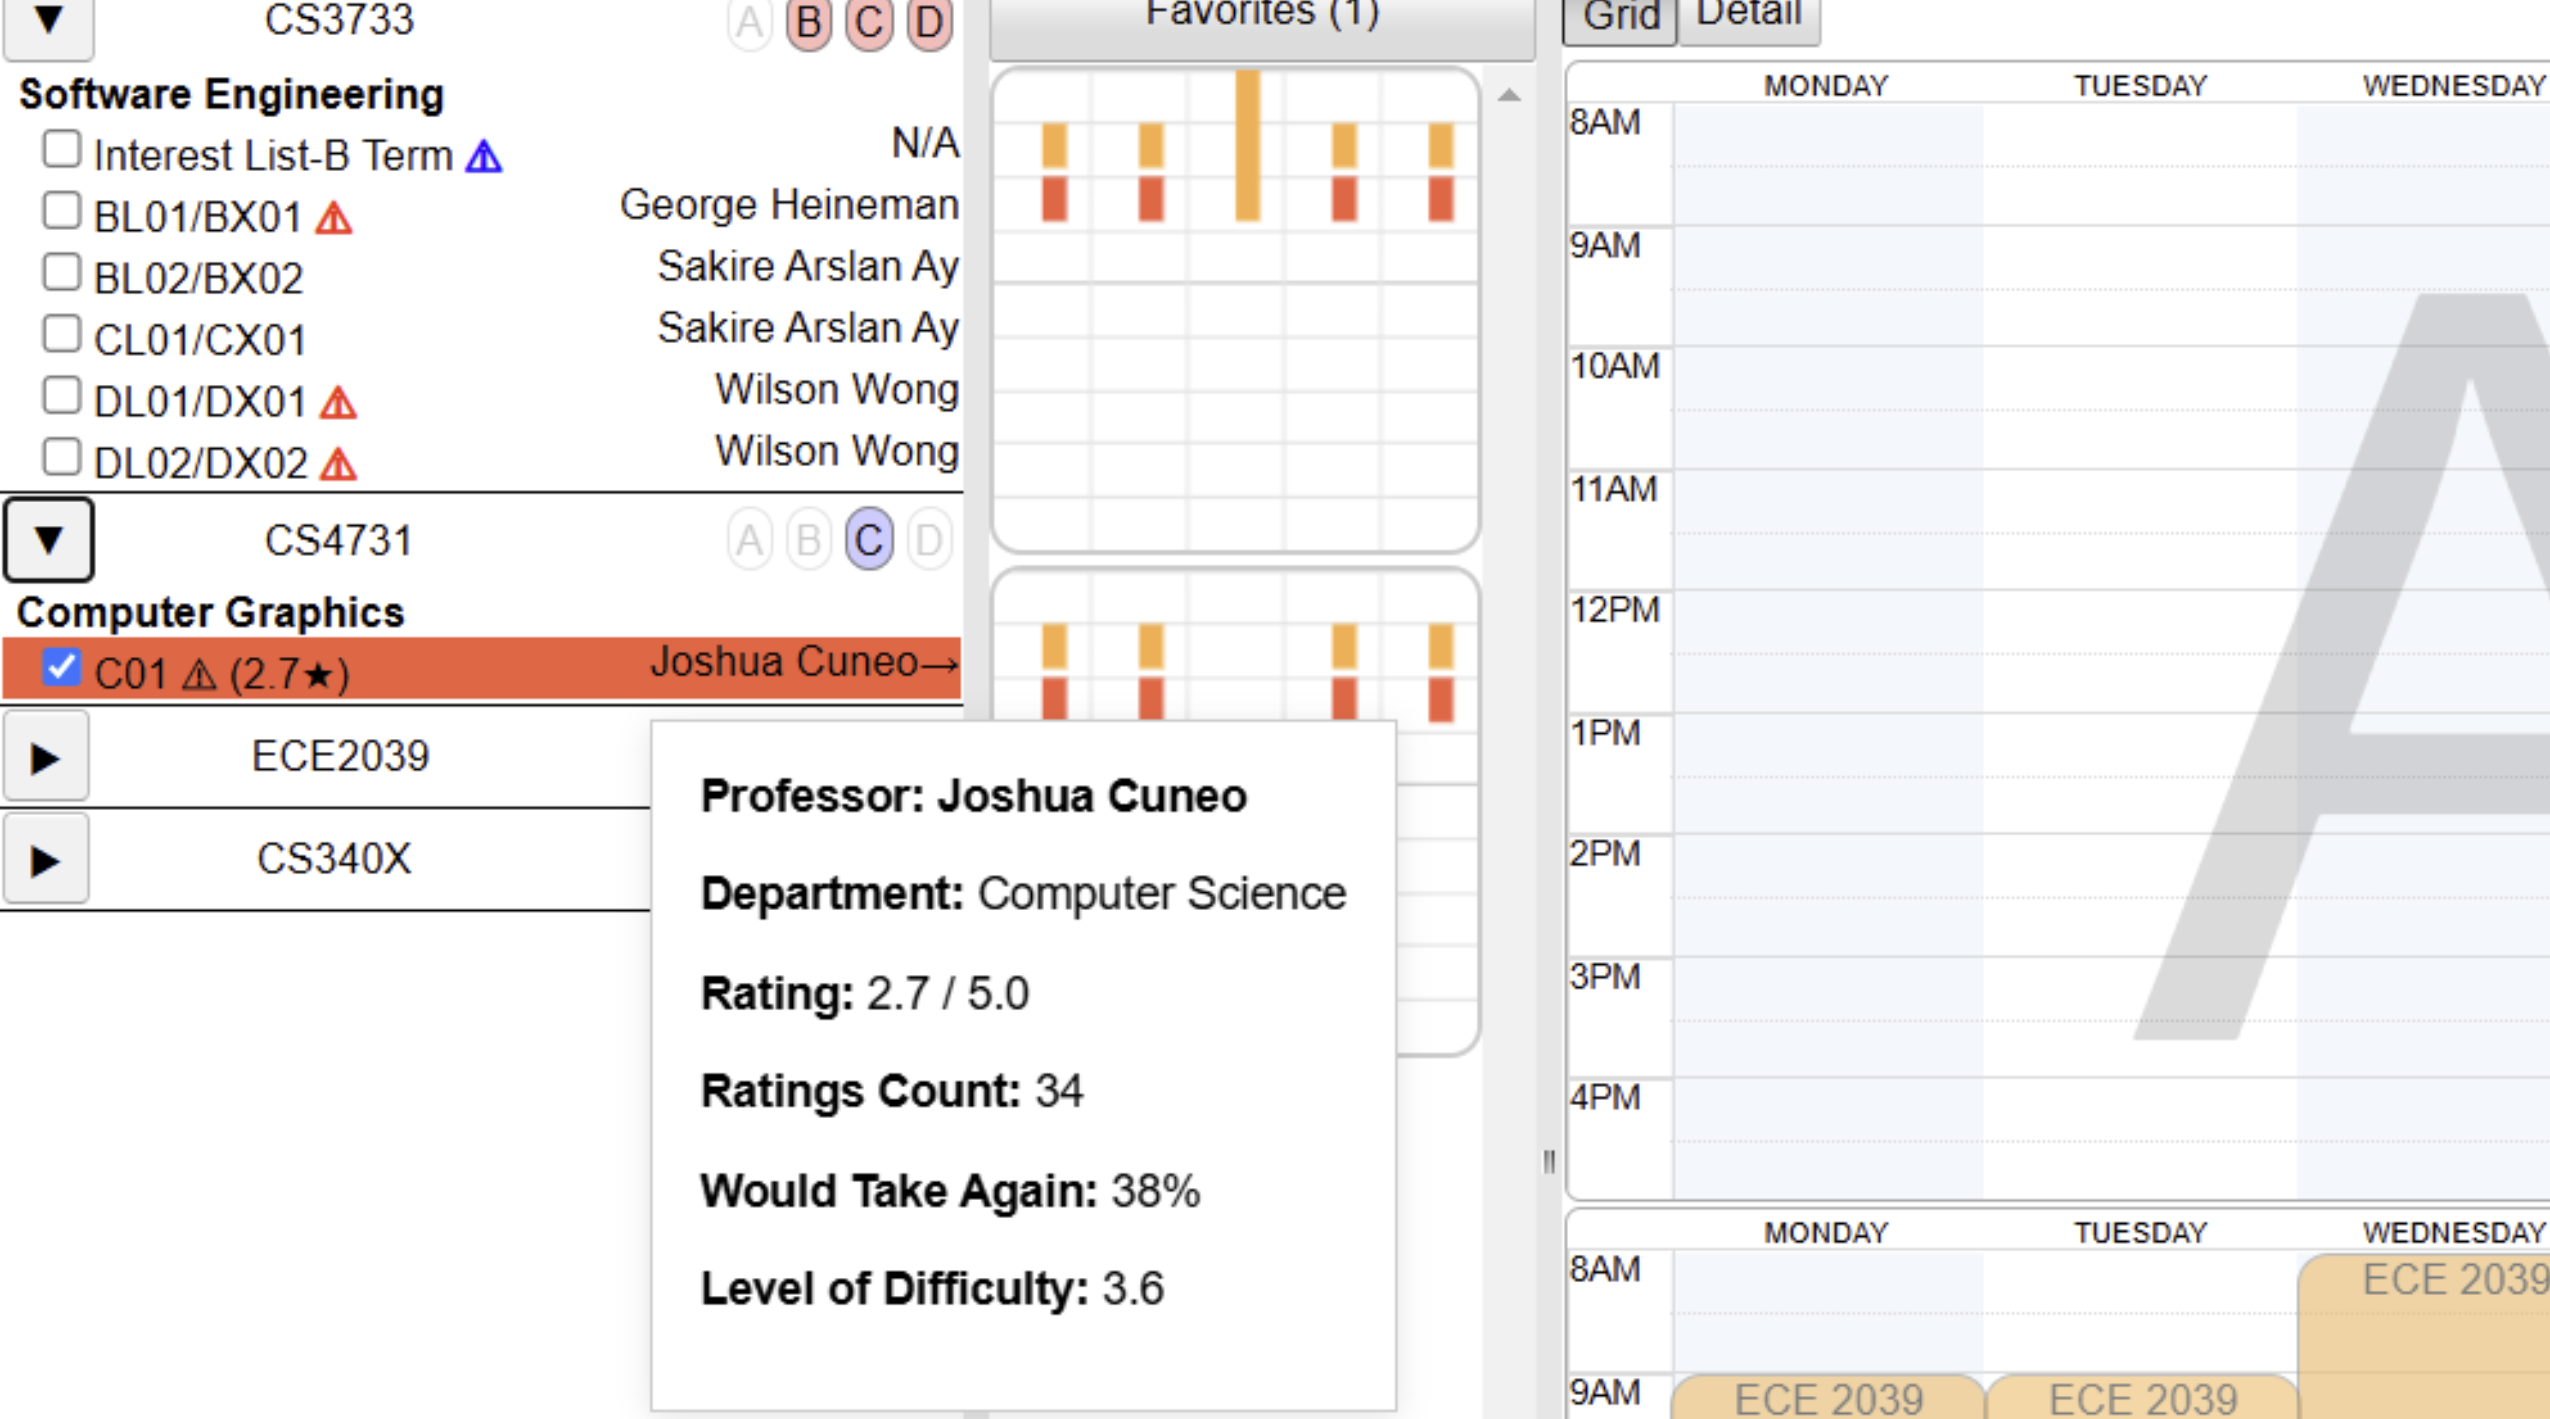 CS3733 A B C D
Software Engineering
Interest List-B Term ⚠ N/A
BL01/BX01 ⚠ George Heineman
BL02/BX02 Sakire Arslan Ay
CL01/CX01 Sakire Arslan Ay
DL01/DX01 ⚠ Wilson Wong
DL02/DX02 ⚠ Wilson Wong
CS4731 A B C D
Computer Graphics
C01 ⚠ (2.7★) Joshua Cuneo→
ECE2039
CS340X
Favorites (1)
Professor: Joshua Cuneo
Department: Computer Science
Rating: 2.7 / 5.0
Ratings Count: 34
Would Take Again: 38%
Level of Difficulty: 3.6
Grid Detail
MONDAY TUESDAY WEDNESDAY
8AM
9AM
10AM
11AM
12PM
1PM
2PM
3PM
4PM
A
MONDAY TUESDAY WEDNESDAY
8AM
ECE 2039
9AM
ECE 2039 ECE 2039